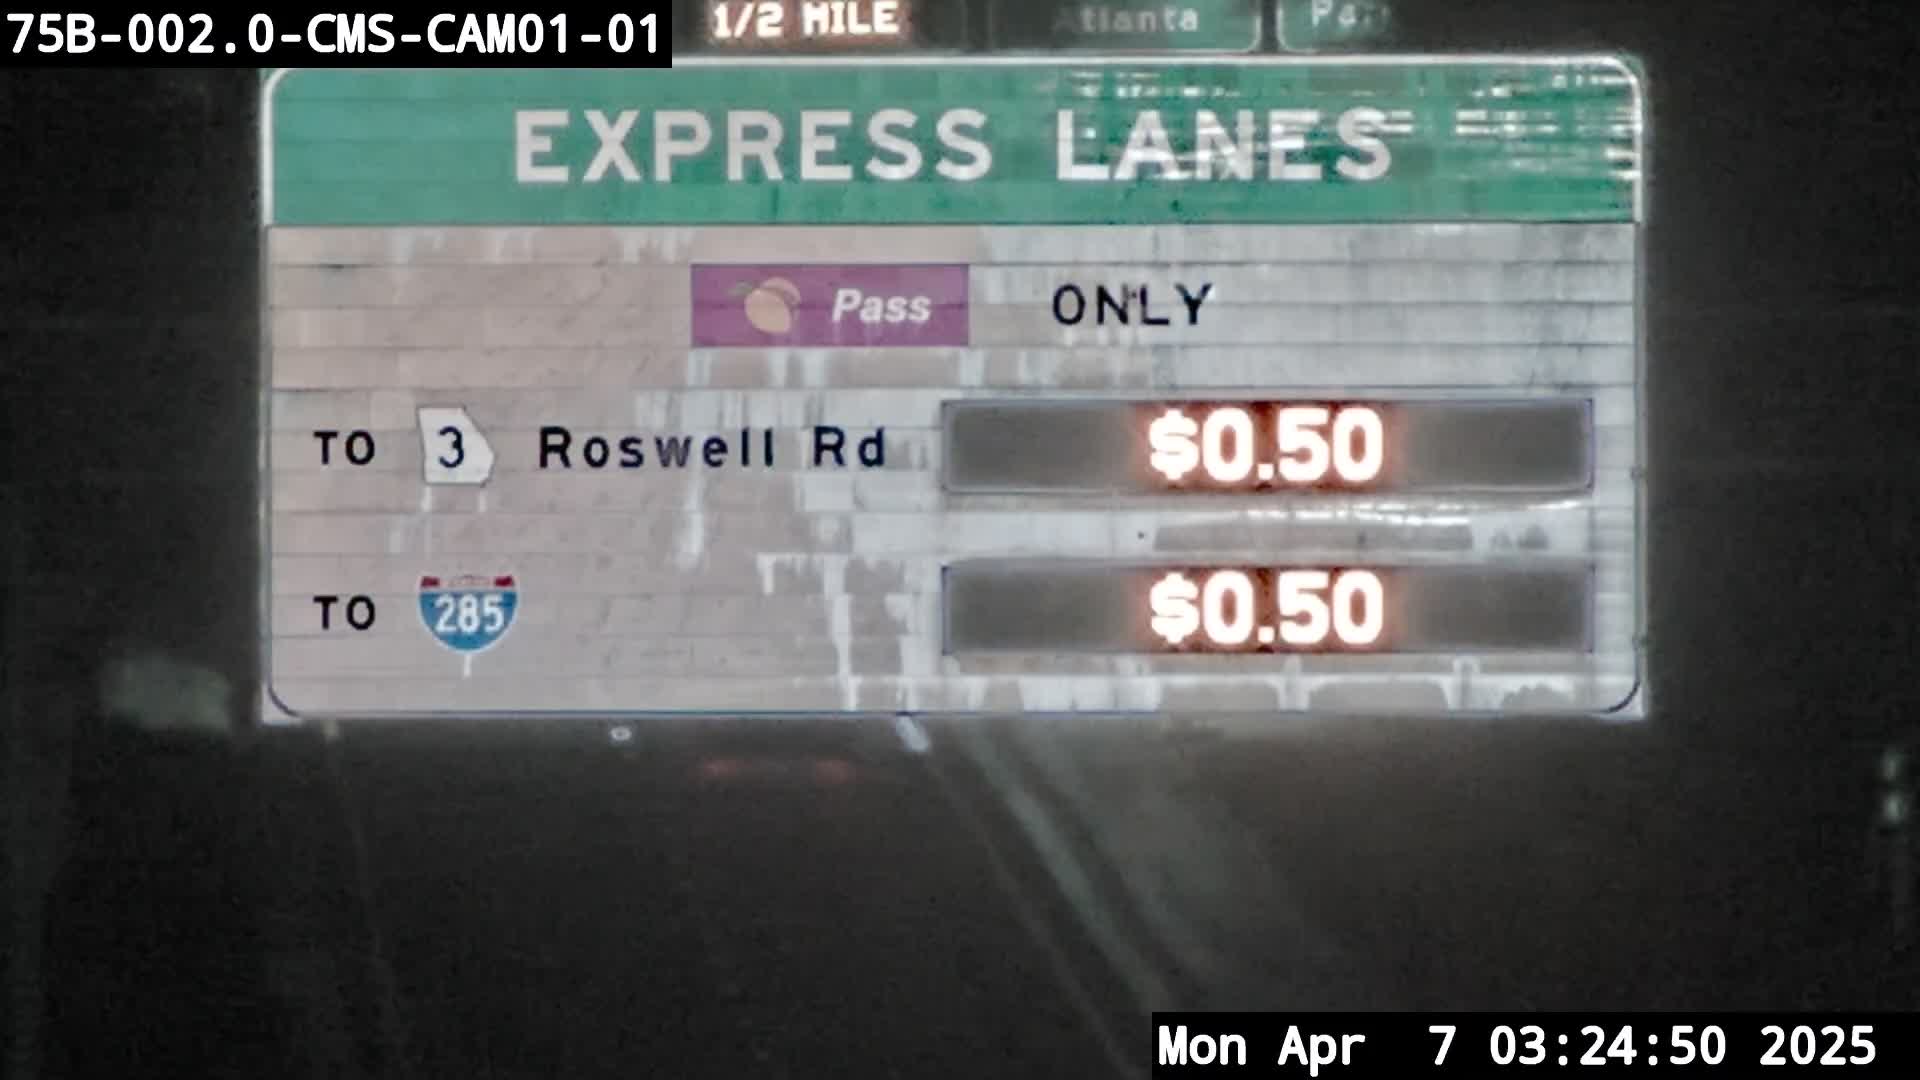 75B-002.0-CMS-CAM01-01
1/2 MILE
Atlanta
EXPRESS LANES
Pass ONLY
TO 3 Roswell Rd $0.50
TO 285 $0.50
Mon Apr 7 03:24:50 2025